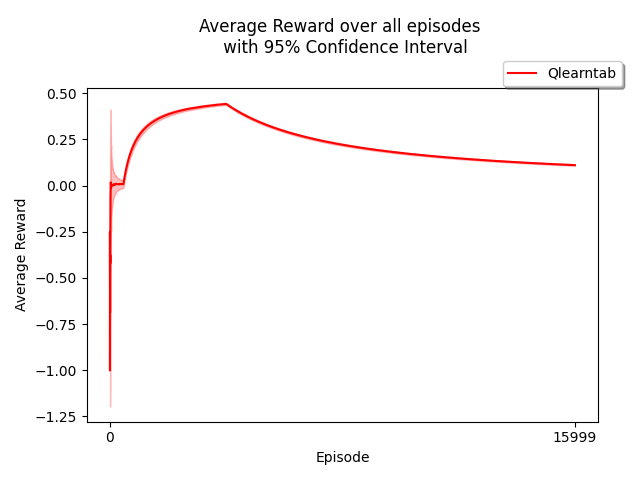 Average Reward over all episodes
with 95% Confidence Interval
Qlearntab
0.50
0.25
0.00
−0.25
−0.50
−0.75
−1.00
−1.25
Average Reward
0
15999
Episode